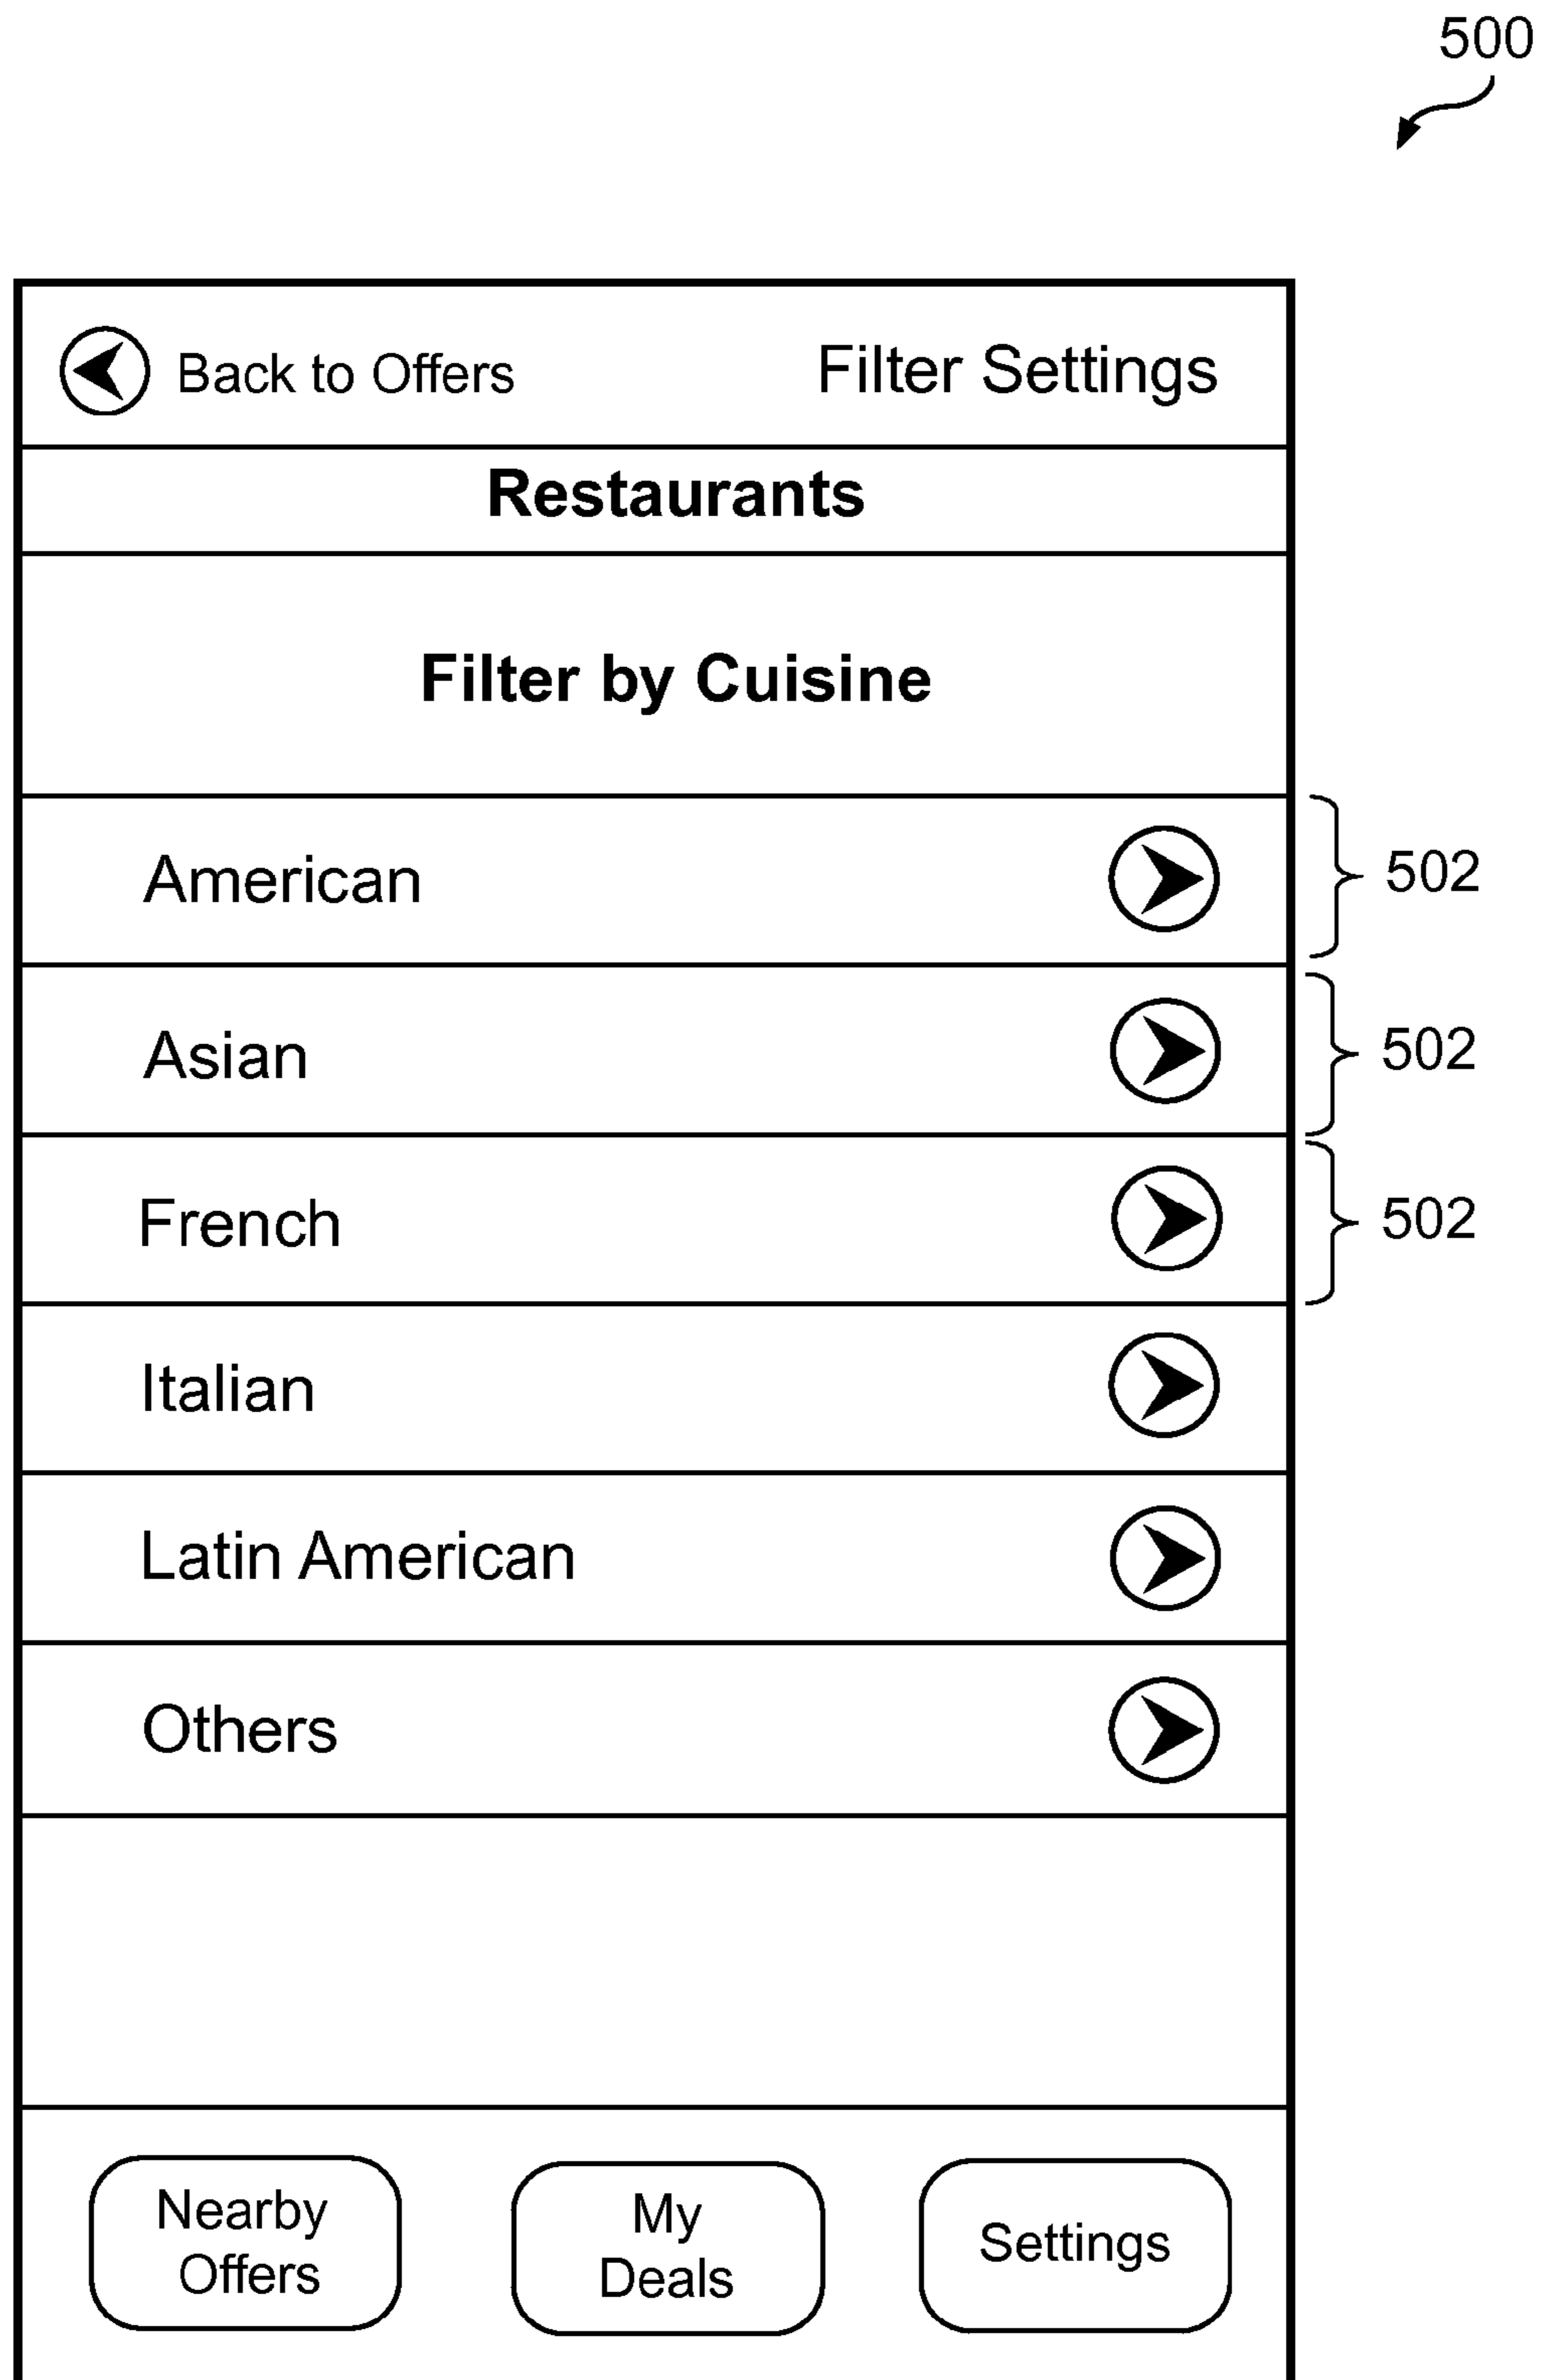 500
Back to Offers Filter Settings
Restaurants
Filter by Cuisine
American 502
Asian 502
French 502
Italian
Latin American
Others
Nearby
Offers
My
Deals
Settings